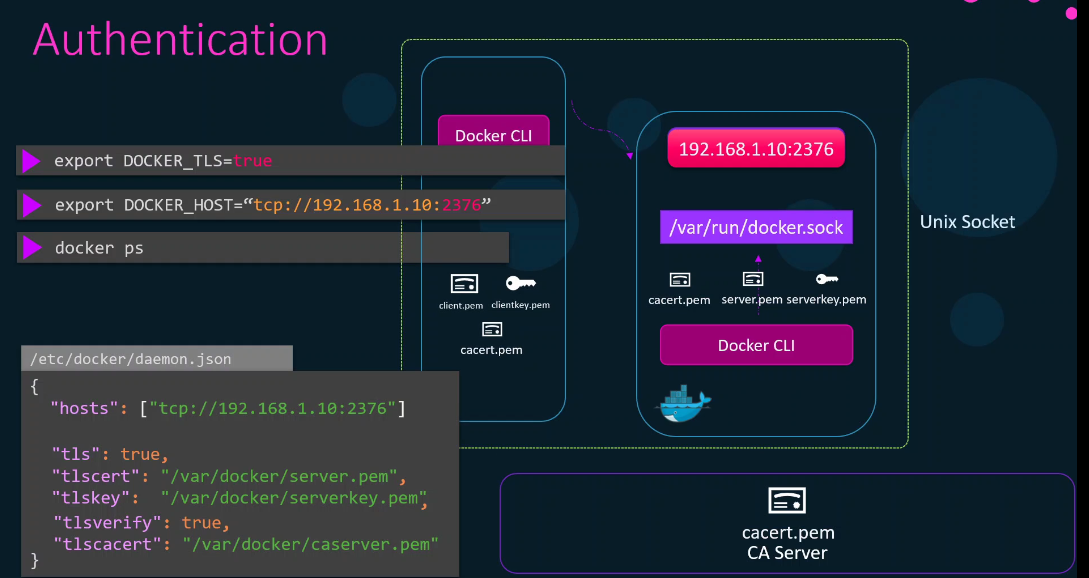 Authentication
export DOCKER_TLS=true
export DOCKER_HOST=“tcp://192.168.1.10:2376”
docker ps
/etc/docker/daemon.json
{
"hosts": ["tcp://192.168.1.10:2376"]
"tls": true,
"tlscert": "/var/docker/server.pem",
"tlskey": "/var/docker/serverkey.pem",
"tlsverify": true,
"tlscacert": "/var/docker/caserver.pem"
}
Docker CLI
client.pem
clientkey.pem
cacert.pem
192.168.1.10:2376
/var/run/docker.sock
cacert.pem
server.pem
serverkey.pem
Docker CLI
Unix Socket
cacert.pem
CA Server